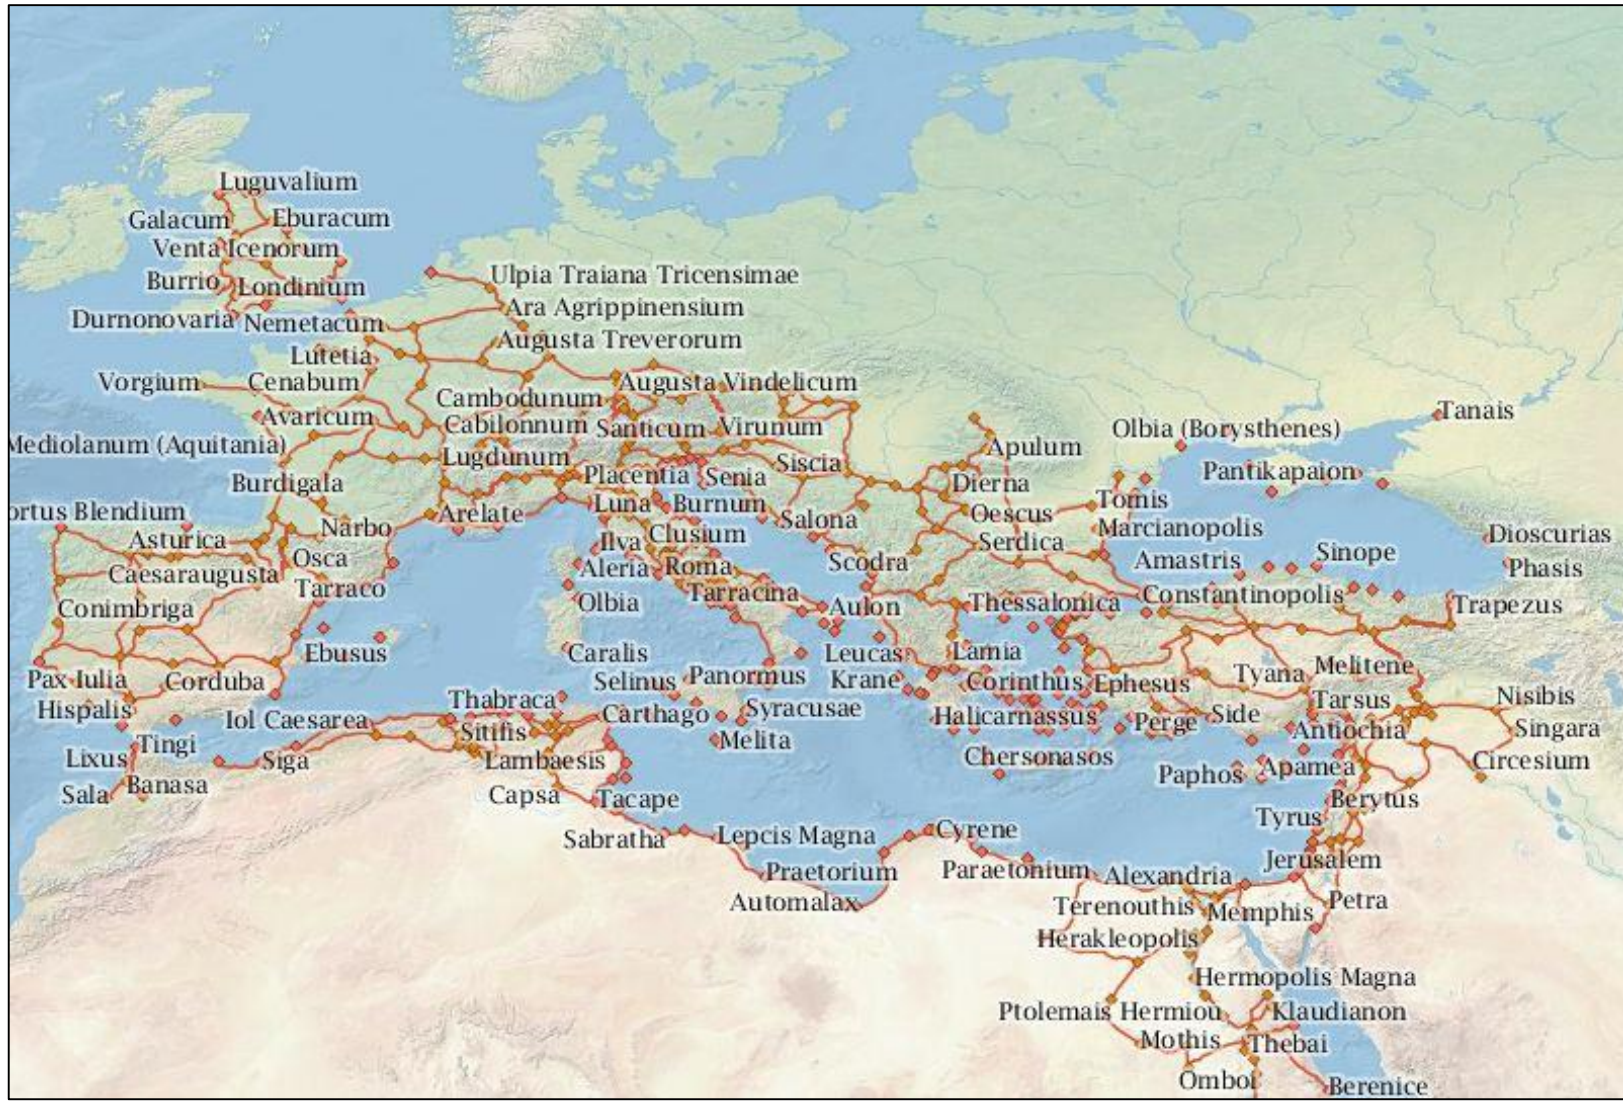 Luguvalium
Galacum
Eburacum
Venta Icenorum
Burrio
Londinium
Ulpia Traiana Tricensimae
Durnonovaria
Nemetacum
Ara Agrippinensium
Lutetia
Augusta Treverorum
Vorgium
Cenabum
Augusta Vindelicum
Cambodunum
Avaricum
Tanais
Cabilonnum
Santicum
Virunum
Olbia (Borysthenes)
Mediolanum (Aquitania)
Apulum
Lugdunum
Siscia
Placentia
Senia
Pantikapaion
Burdigala
Dierna
Luna
Burnum
Tomis
ortus Blendium
Arelate
Salona
Oescus
Narbo
Marcianopolis
Asturica
Clusium
Serdica
Dioscurias
Ilva
Osca
Sinope
Amastris
Scodra
Aleria
Roma
Phasis
Caesaraugusta
Tarraco
Tarracina
Constantinopolis
Olbia
Aulon
Thessalonica
Trapezus
Conimbriga
Ebusus
Caralis
Leucas
Lamia
Pax Iulia
Corduba
Selinus
Panormus
Krane
Corinthus
Ephesus
Tyana
Melitene
Thabraca
Nisibis
Hispalis
Iol Caesarea
Carthago
Syracusae
Halicarnassus
Perge
Side
Tarsus
Sitifis
Antiochia
Singara
Tingi
Melita
Lixus
Siga
Lambaesis
Chersonasos
Paphos
Apamea
Circesium
Sala
Banasa
Capsa
Tacape
Berytus
Tyrus
Sabratha
Lepcis Magna
Cyrene
Jerusalem
Praetorium
Paraetonium
Alexandria
Automalax
Terenouthis
Memphis
Petra
Herakleopolis
Hermopolis Magna
Ptolemais Hermiou
Klaudianon
Mothis
Thebai
Omboi
Berenice